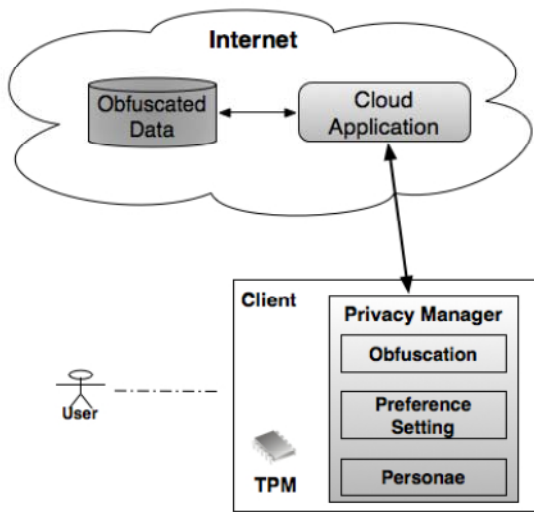 Internet
Obfuscated
Data
Cloud
Application
Client
Privacy Manager
Obfuscation
Preference
Setting
Personae
User
TPM